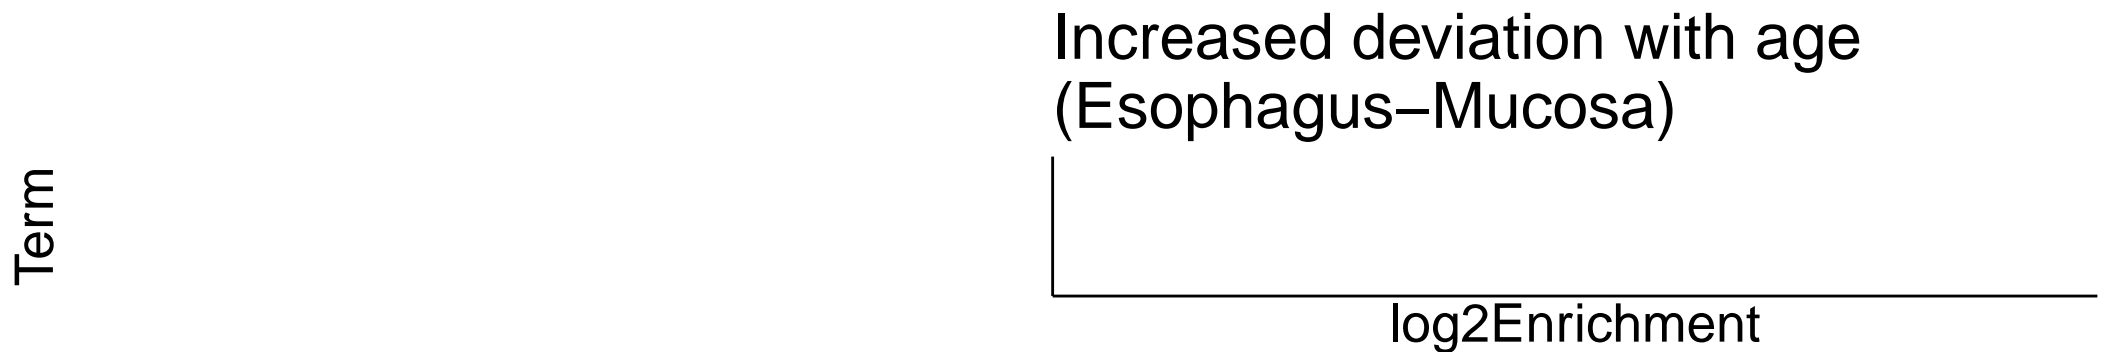 Increased deviation with age
(Esophagus–Mucosa)
Term
log2Enrichment